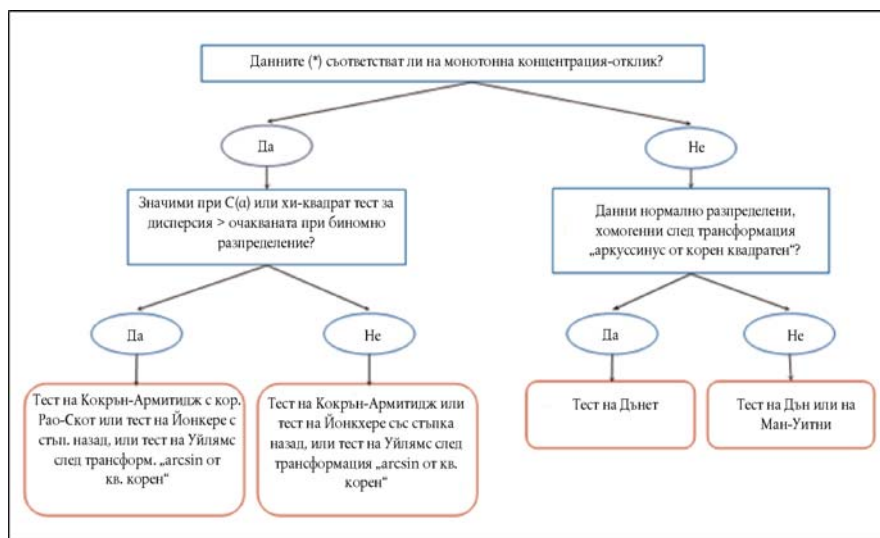 Данните (*) съответстват ли на монотонна концентрация-отклик?
Да
Не
Значими при C(α) или хи-квадрат тест за
дисперсия > очакваната при биномно
разпределение?
Данни нормално разпределени,
хомогенни след трансформация
„аркуссинус от корен квадратен“?
Да
Не
Да
Не
Тест на Кокрън-Армитидж с кор.
Рао-Скот или тест на Йонкере с
стъп. назад, или тест на Уйлямс
след трансформ. „arcsin от
кв. корен“
Тест на Кокрън-Армитидж или
тест на Йонкхере със стъпка
назад, или тест на Уйлямс след
трансформация „arcsin от кв.
корен“
Тест на Дънет
Тест на Дън или на
Ман-Уитни